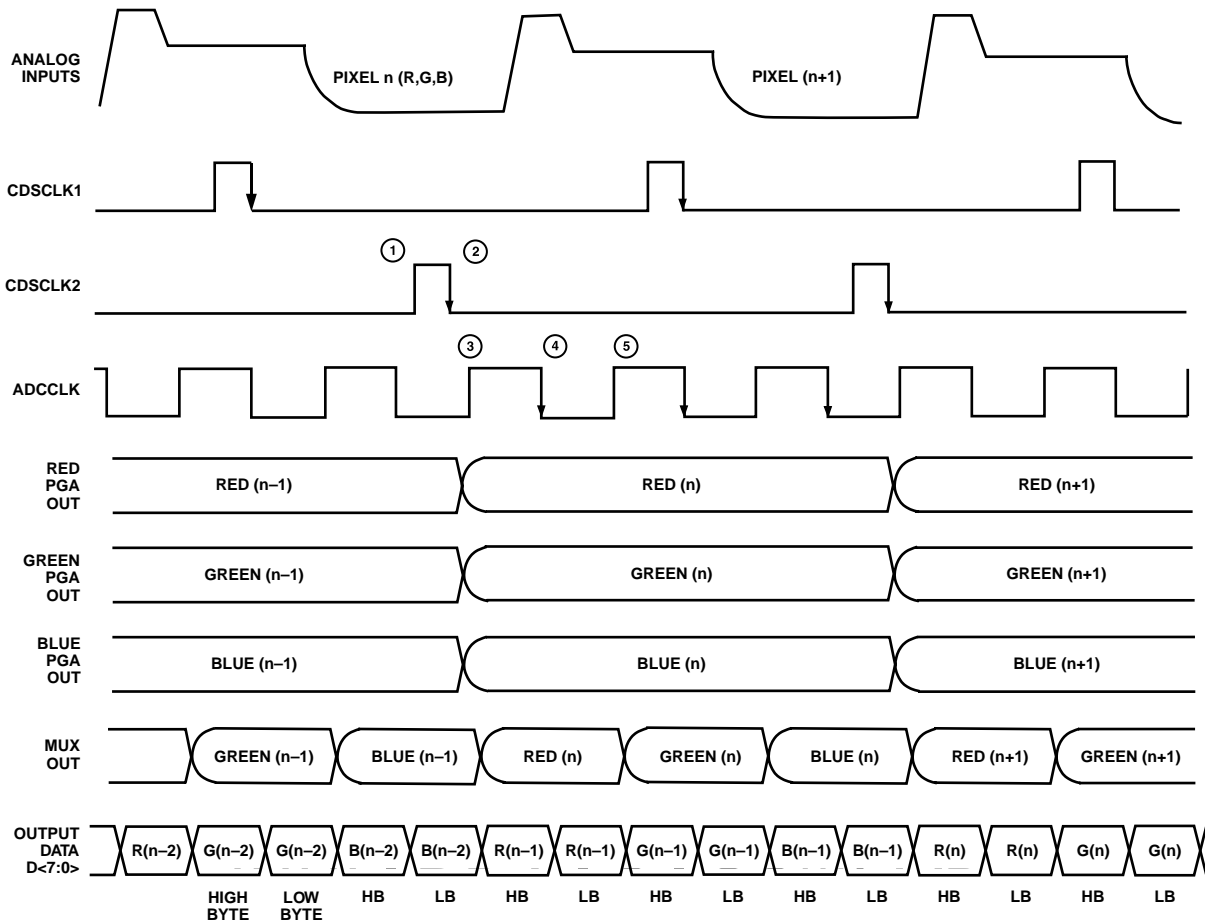 ANALOG
INPUTS
PIXEL n (R,G,B)
PIXEL (n+1)
CDSCLK1
1
2
CDSCLK2
3
4
5
ADCCLK
RED
PGA
OUT
RED (n–1)
RED (n)
RED (n+1)
GREEN
PGA
OUT
GREEN (n–1)
GREEN (n)
GREEN (n+1)
BLUE
PGA
OUT
BLUE (n–1)
BLUE (n)
BLUE (n+1)
MUX
OUT
GREEN (n–1)
BLUE (n–1)
RED (n)
GREEN (n)
BLUE (n)
RED (n+1)
GREEN (n+1)
OUTPUT
DATA
D<7:0>
R(n–2)
G(n–2)
G(n–2)
B(n–2)
B(n–2)
R(n–1)
R(n–1)
G(n–1)
G(n–1)
B(n–1)
B(n–1)
R(n)
R(n)
G(n)
G(n)
HIGH
BYTE
LOW
BYTE
HB
LB
HB
LB
HB
LB
HB
LB
HB
LB
HB
LB